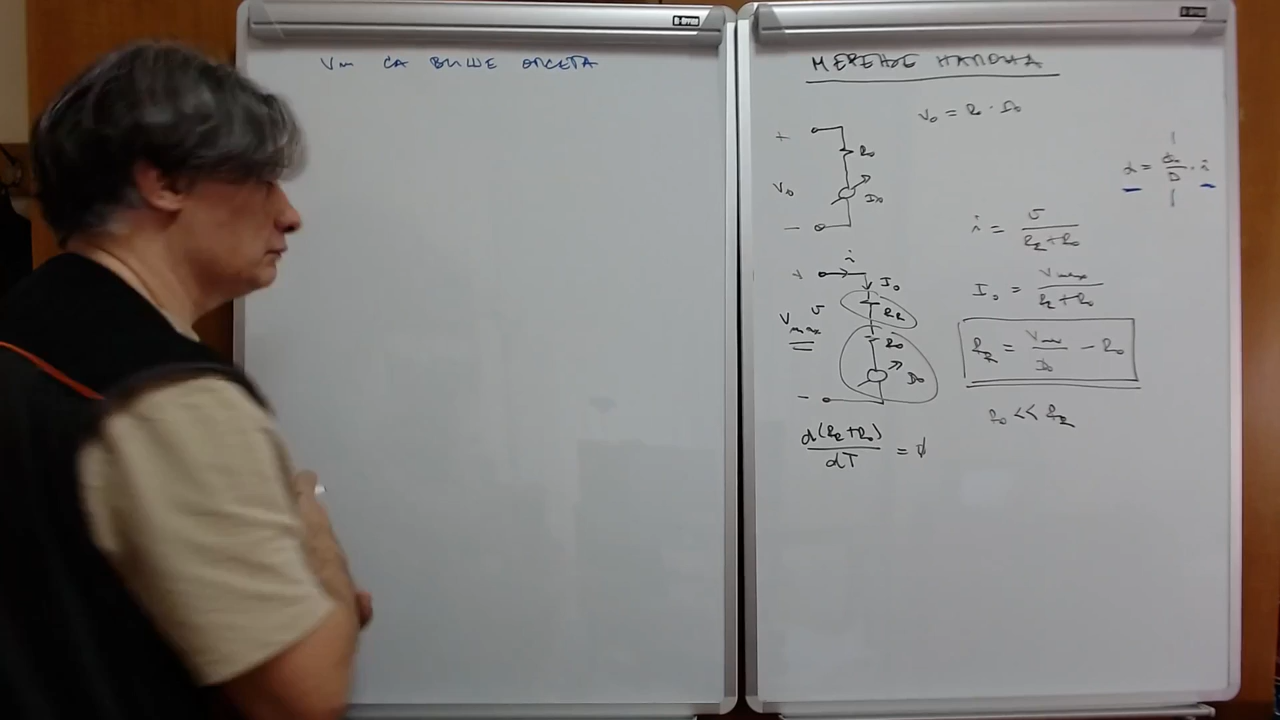 Vm СА ВИШЕ ОПСЕГА
МЕРЕЊЕ НАПОНА
V₀ = R₀ · I₀
+
R₀
V₀
I₀
−
α = Φ₀/D · i
i = v / (R_R + R₀)
i
+
I₀
I₀ = V_max / (R_R + R₀)
v
R_R
V_max
R₀
I₀
R_R = V_max / I₀ − R₀
−
R₀ << R_R
d(R_R + R₀) / dT = 0